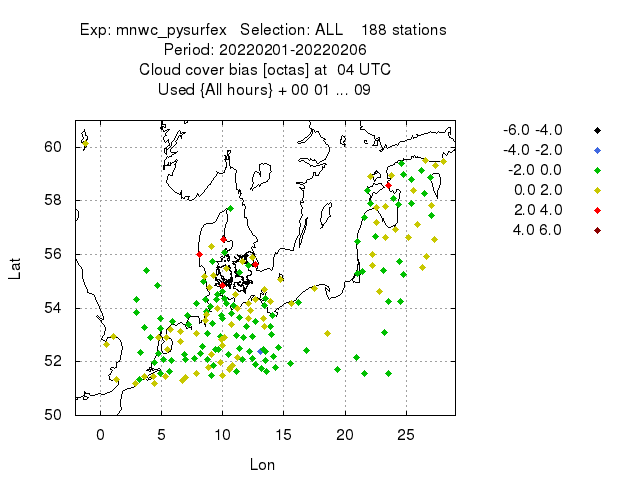 Exp: mnwc_pysurfex Selection: ALL 188 stations
Period: 20220201-20220206
Cloud cover bias [octas] at 04 UTC
Used {All hours} + 00 01 ... 09
-6.0 -4.0
-4.0 -2.0
-2.0 0.0
0.0 2.0
2.0 4.0
4.0 6.0
Lat
60
58
56
54
52
50
0 5 10 15 20 25
Lon